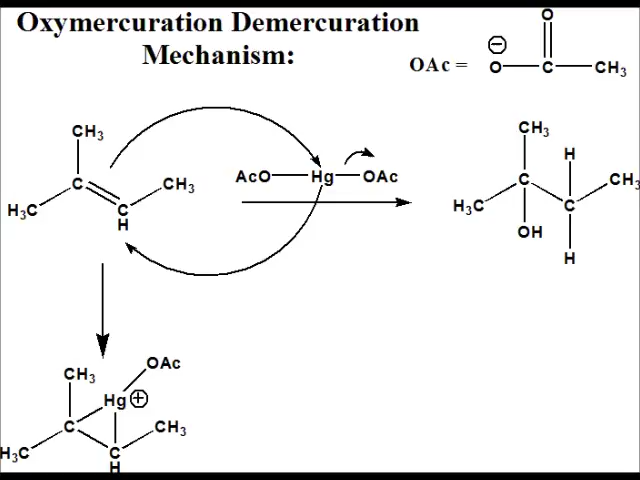 Oxymercuration Demercuration
Mechanism:
OAc = O C CH3
O
CH3
H3C C C CH3
H
AcO Hg OAc
CH3
H
H3C C C CH3
OH
H
CH3
OAc
Hg +
H3C C C CH3
H